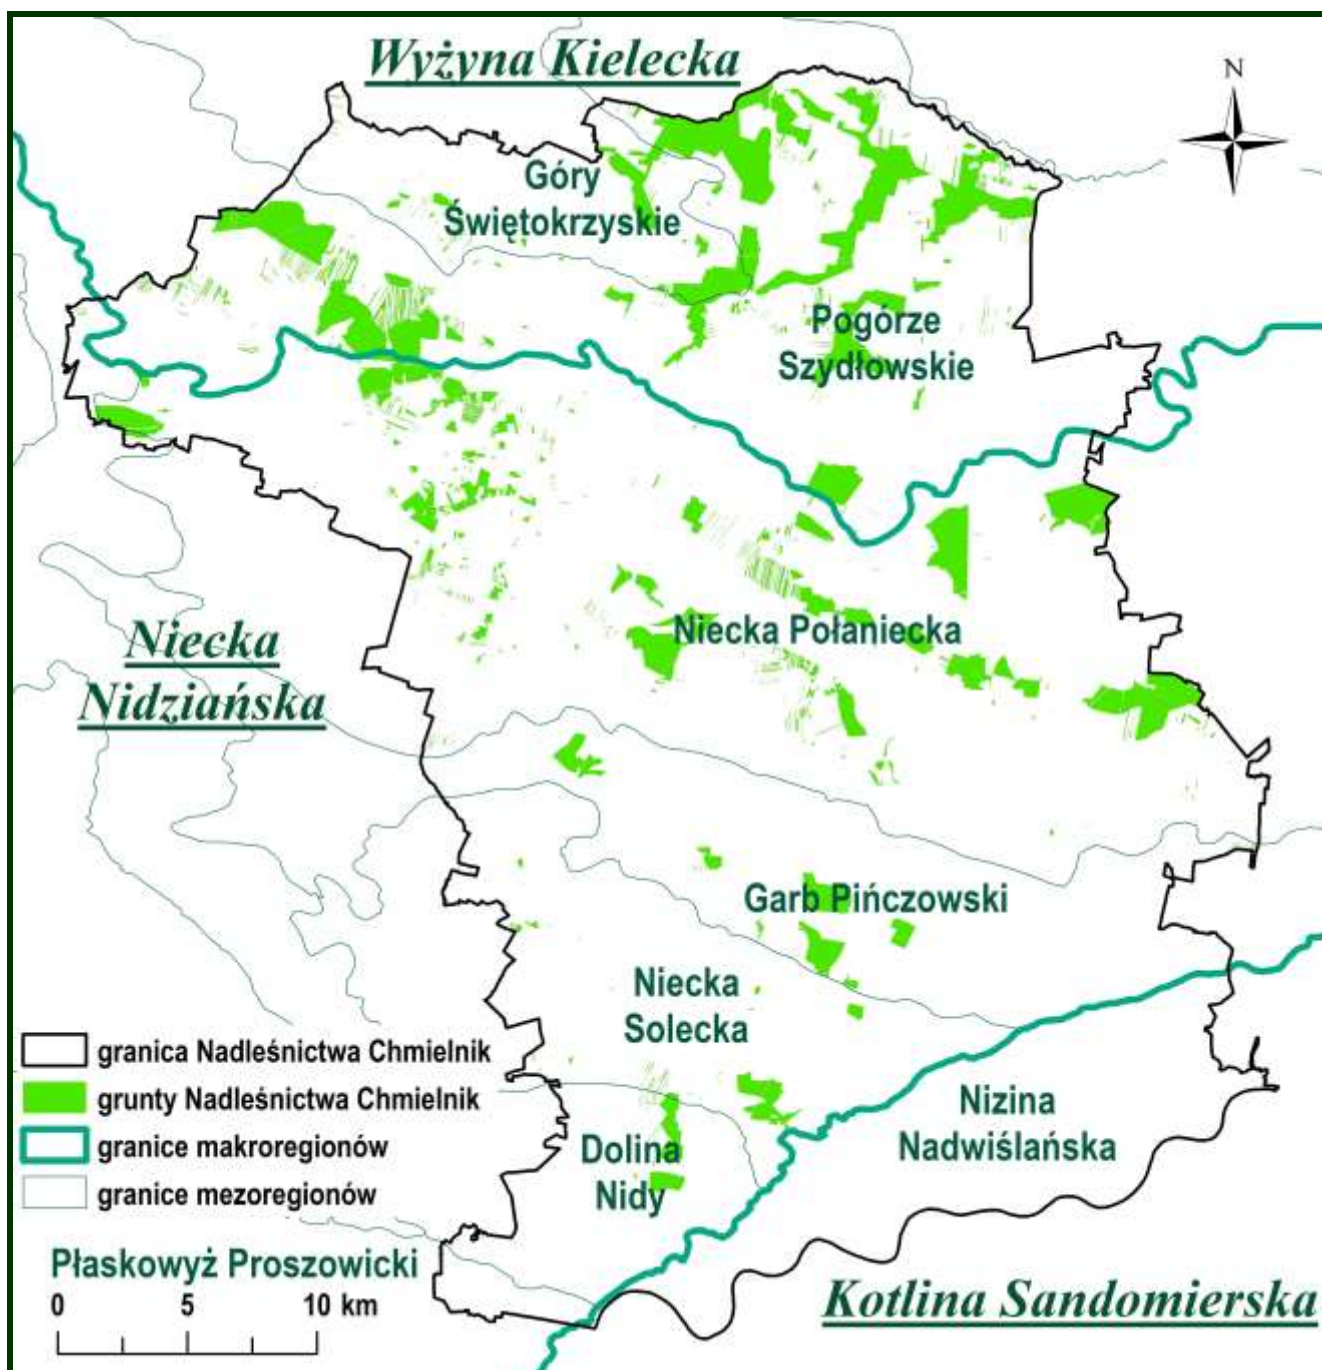 Wyżyna Kielecka
N
Góry
Świętokrzyskie
Pogórze
Szydłowskie
Niecka
Nidziańska
Niecka Połaniecka
Garb Pińczowski
Niecka
Solecka
granica Nadleśnictwa Chmielnik
grunty Nadleśnictwa Chmielnik
granice makroregionów
granice mezoregionów
Nizina
Nadwiślańska
Dolina
Nidy
Płaskowyż Proszowicki
0 5 10 km
Kotlina Sandomierska